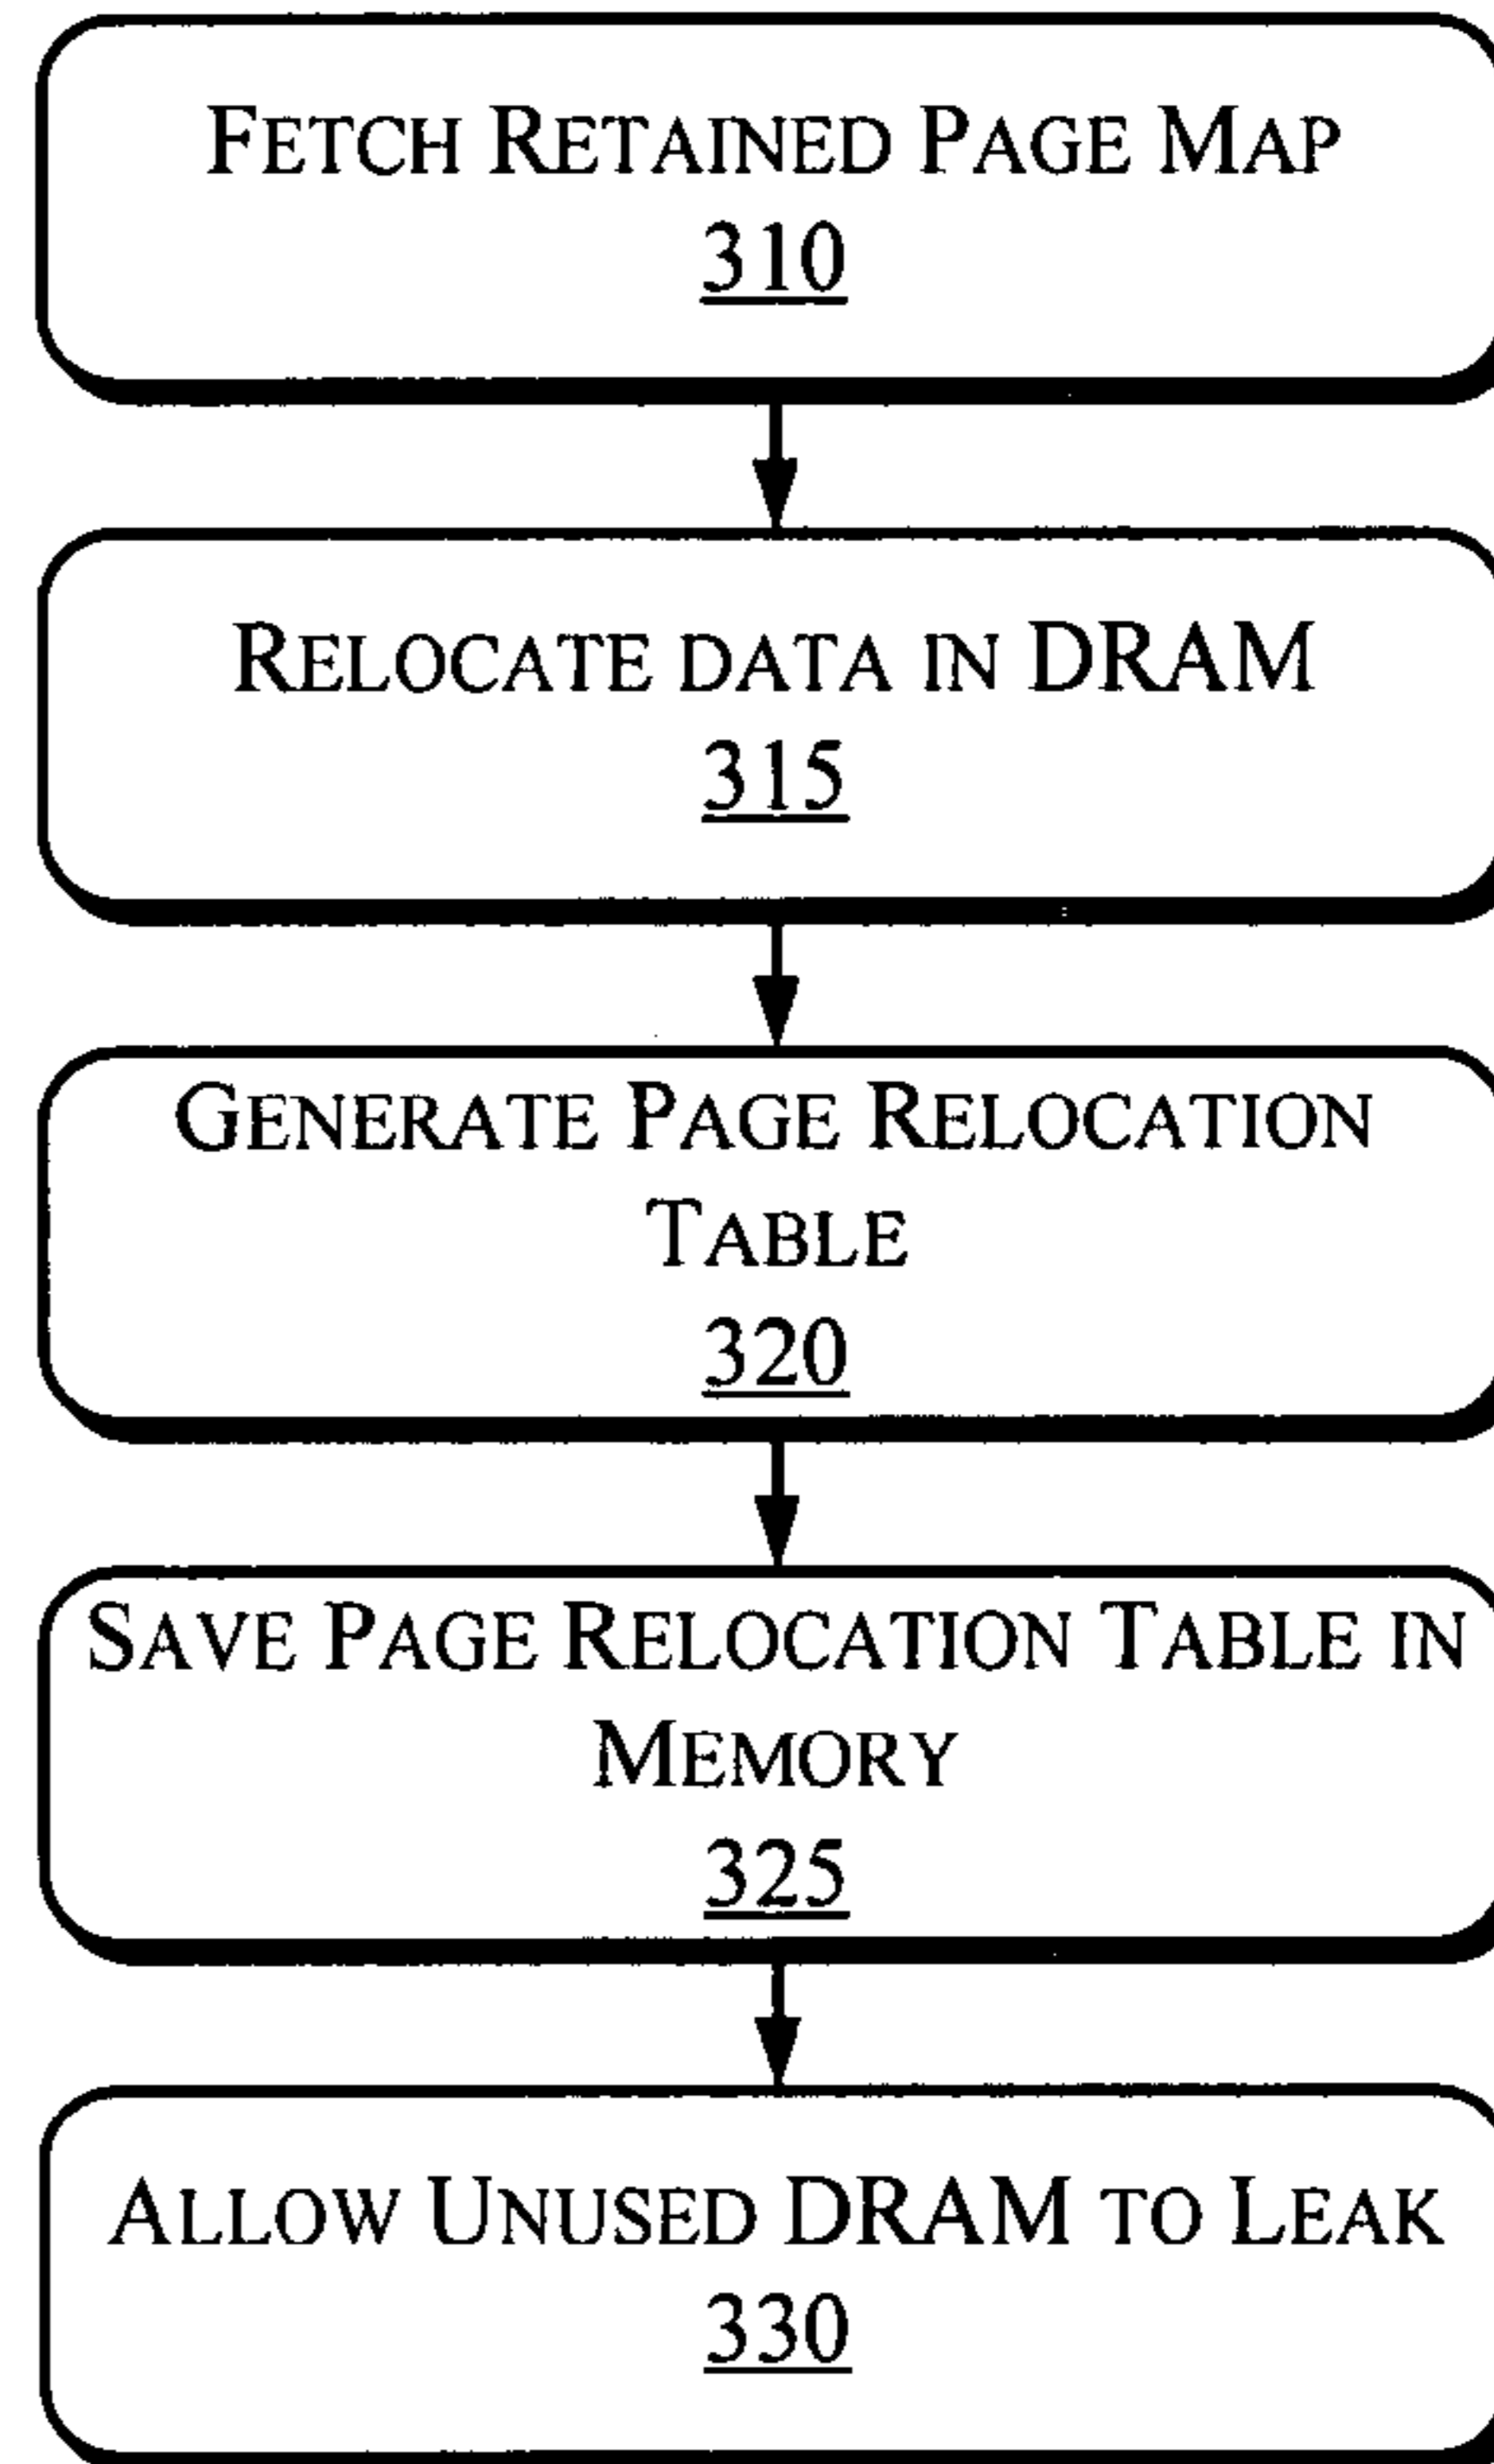 FETCH RETAINED PAGE MAP
310
RELOCATE DATA IN DRAM
315
GENERATE PAGE RELOCATION
TABLE
320
SAVE PAGE RELOCATION TABLE IN
MEMORY
325
ALLOW UNUSED DRAM TO LEAK
330